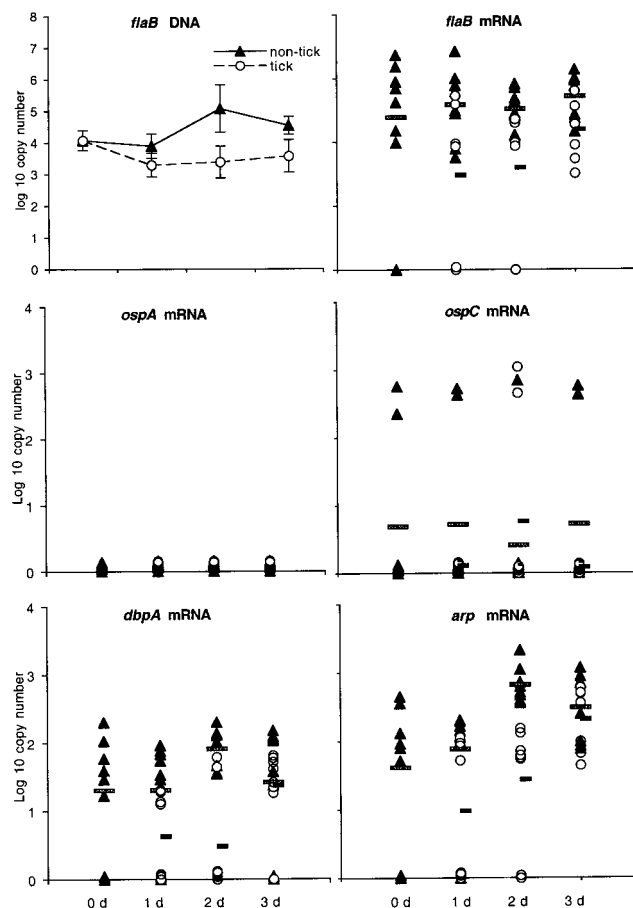 flaB DNA
flaB mRNA
8
7
6
5
4
3
2
1
0
log 10 copy number
non-tick
tick
ospA mRNA
ospC mRNA
4
3
2
1
0
Log 10 copy number
dbpA mRNA
arp mRNA
4
3
2
1
0
Log 10 copy number
0 d 1 d 2 d 3 d
0 d 1 d 2 d 3 d